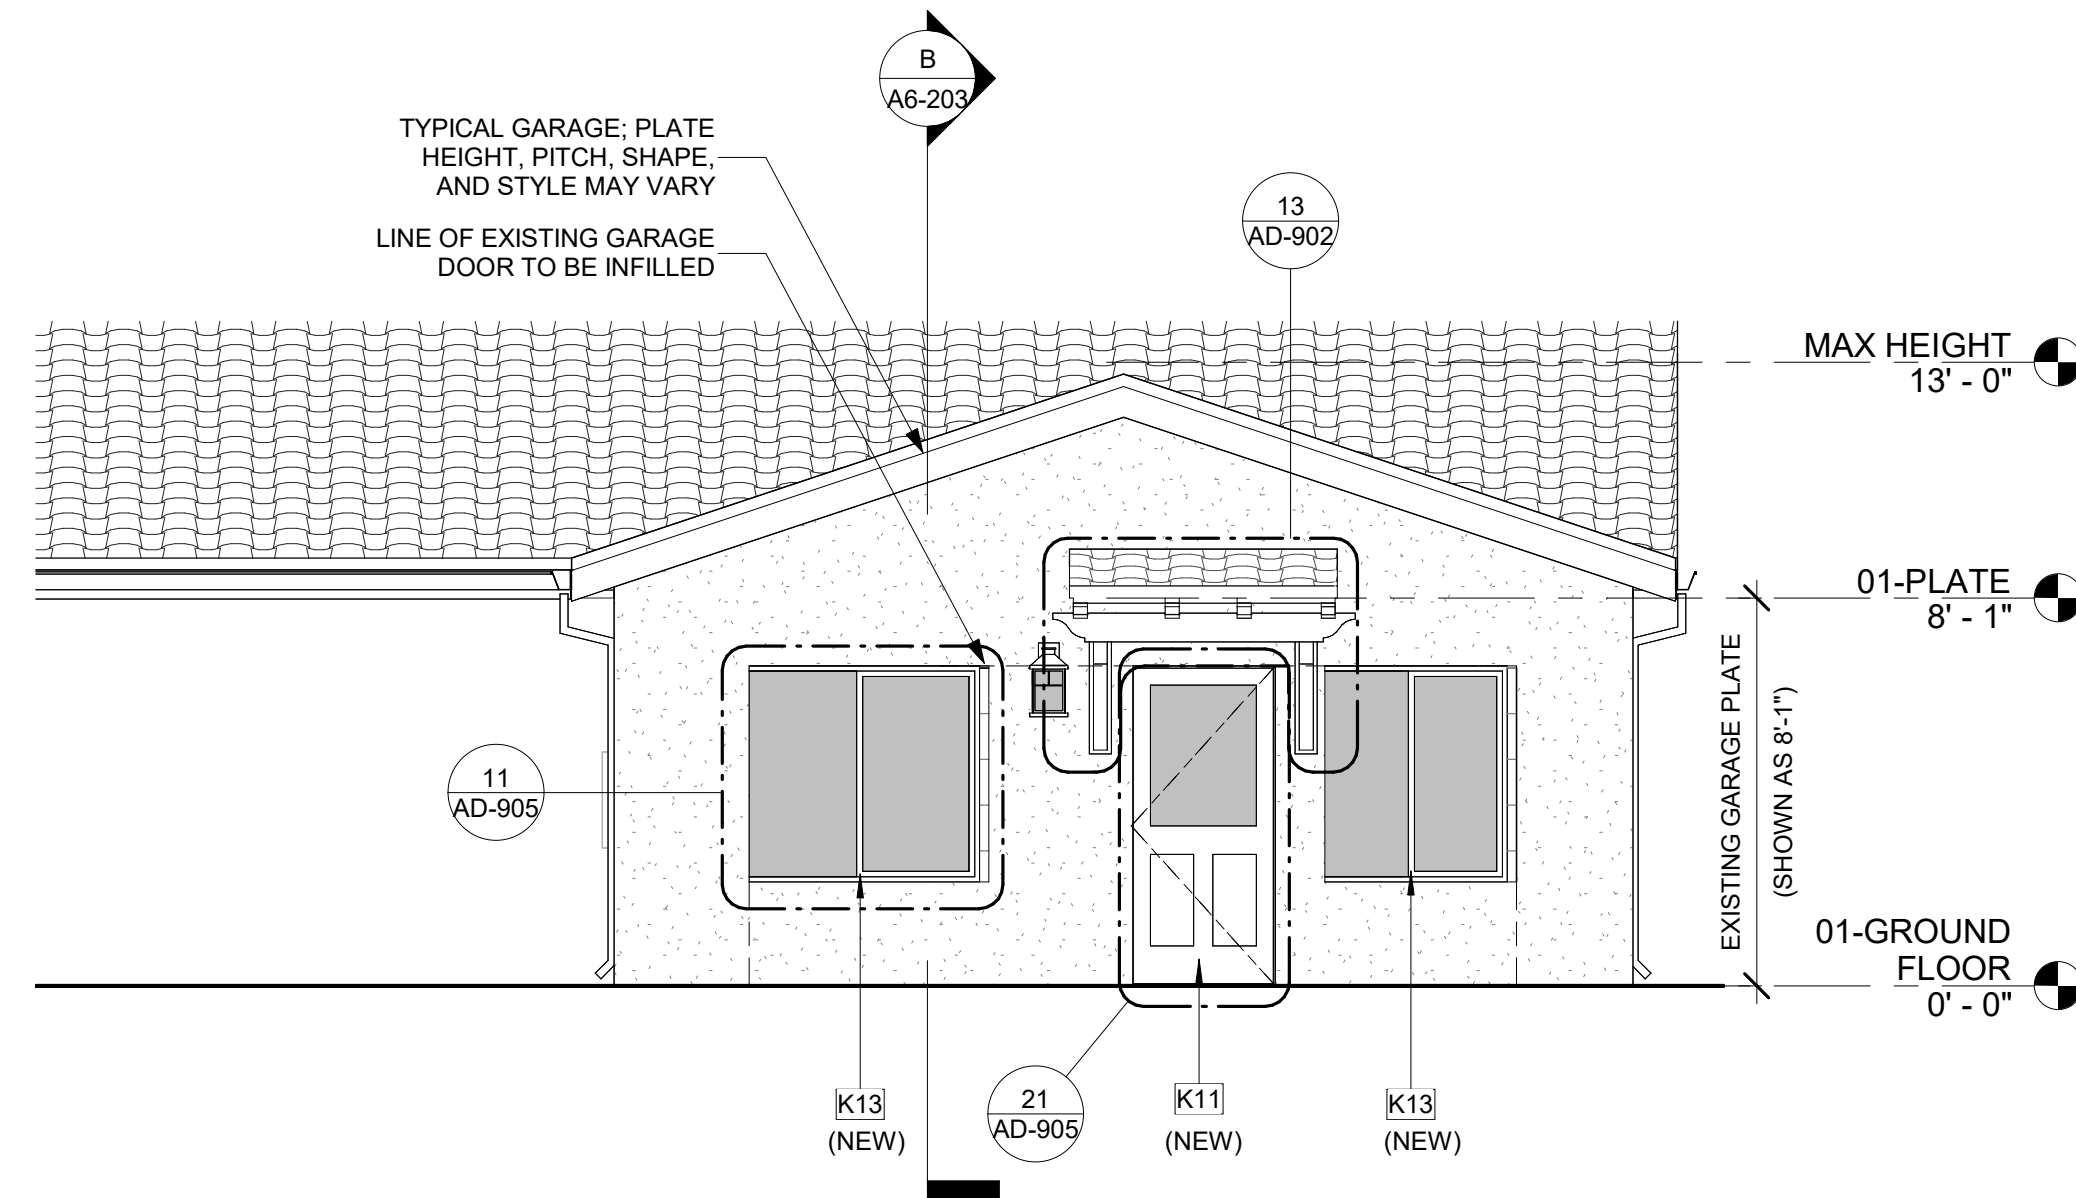 B
A6-203
TYPICAL GARAGE; PLATE
HEIGHT, PITCH, SHAPE,
AND STYLE MAY VARY
LINE OF EXISTING GARAGE
DOOR TO BE INFILLED
13
AD-902
MAX HEIGHT
13' - 0"
01-PLATE
8' - 1"
EXISTING GARAGE PLATE
(SHOWN AS 8'-1")
11
AD-905
01-GROUND
FLOOR
0' - 0"
K13
(NEW)
21
AD-905
K11
(NEW)
K13
(NEW)